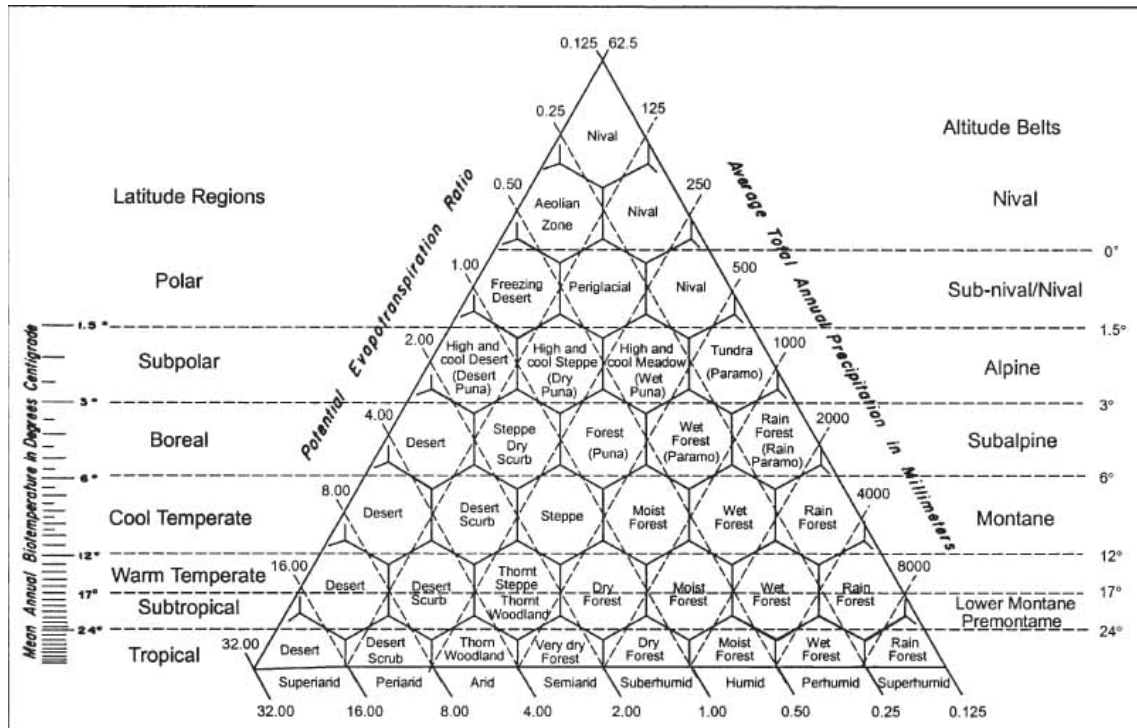 0.125 62.5
0.25 125
Nival
Altitude Belts
Latitude Regions
0.50 250
Aeolian
Zone
Nival
Nival
Potential Evapotranspiration Ratio
Average Total Annual Precipitation in Millimeters
0°
Polar
1.00 500
Freezing
Desert
Periglacial
Nival
Sub-nival/Nival
Mean Annual Biotemperature in Degrees Centigrade
1.5° 1.5°
Subpolar
2.00 1000
High and
cool Desert
(Desert
Puna)
High and
cool Steppe
(Dry
Puna)
High and
cool Meadow
(Wet
Puna)
Tundra
(Paramo)
Alpine
3° 3°
Boreal
4.00 2000
Desert
Steppe
Dry
Scurb
Forest
(Puna)
Wet
Forest
(Paramo)
Rain
Forest
(Rain
Paramo)
Subalpine
6° 6°
Cool Temperate
8.00 4000
Desert
Desert
Scurb
Steppe
Moist
Forest
Wet
Forest
Rain
Forest
Montane
12° 12°
Warm Temperate
16.00 8000
17° 17°
Subtropical
Desert
Desert
Scurb
Thornt
Steppe
Thornt
Woodland
Dry
Forest
Moist
Forest
Wet
Forest
Rain
Forest
Lower Montane
Premontame
24° 24°
Tropical
32.00
Desert
Desert
Scrub
Thorn
Woodland
Very dry
Forest
Dry
Forest
Moist
Forest
Wet
Forest
Rain
Forest
Superiarid Periarid Arid Semiarid Suberhumid Humid Perhumid Superhumid
32.00 16.00 8.00 4.00 2.00 1.00 0.50 0.25 0.125